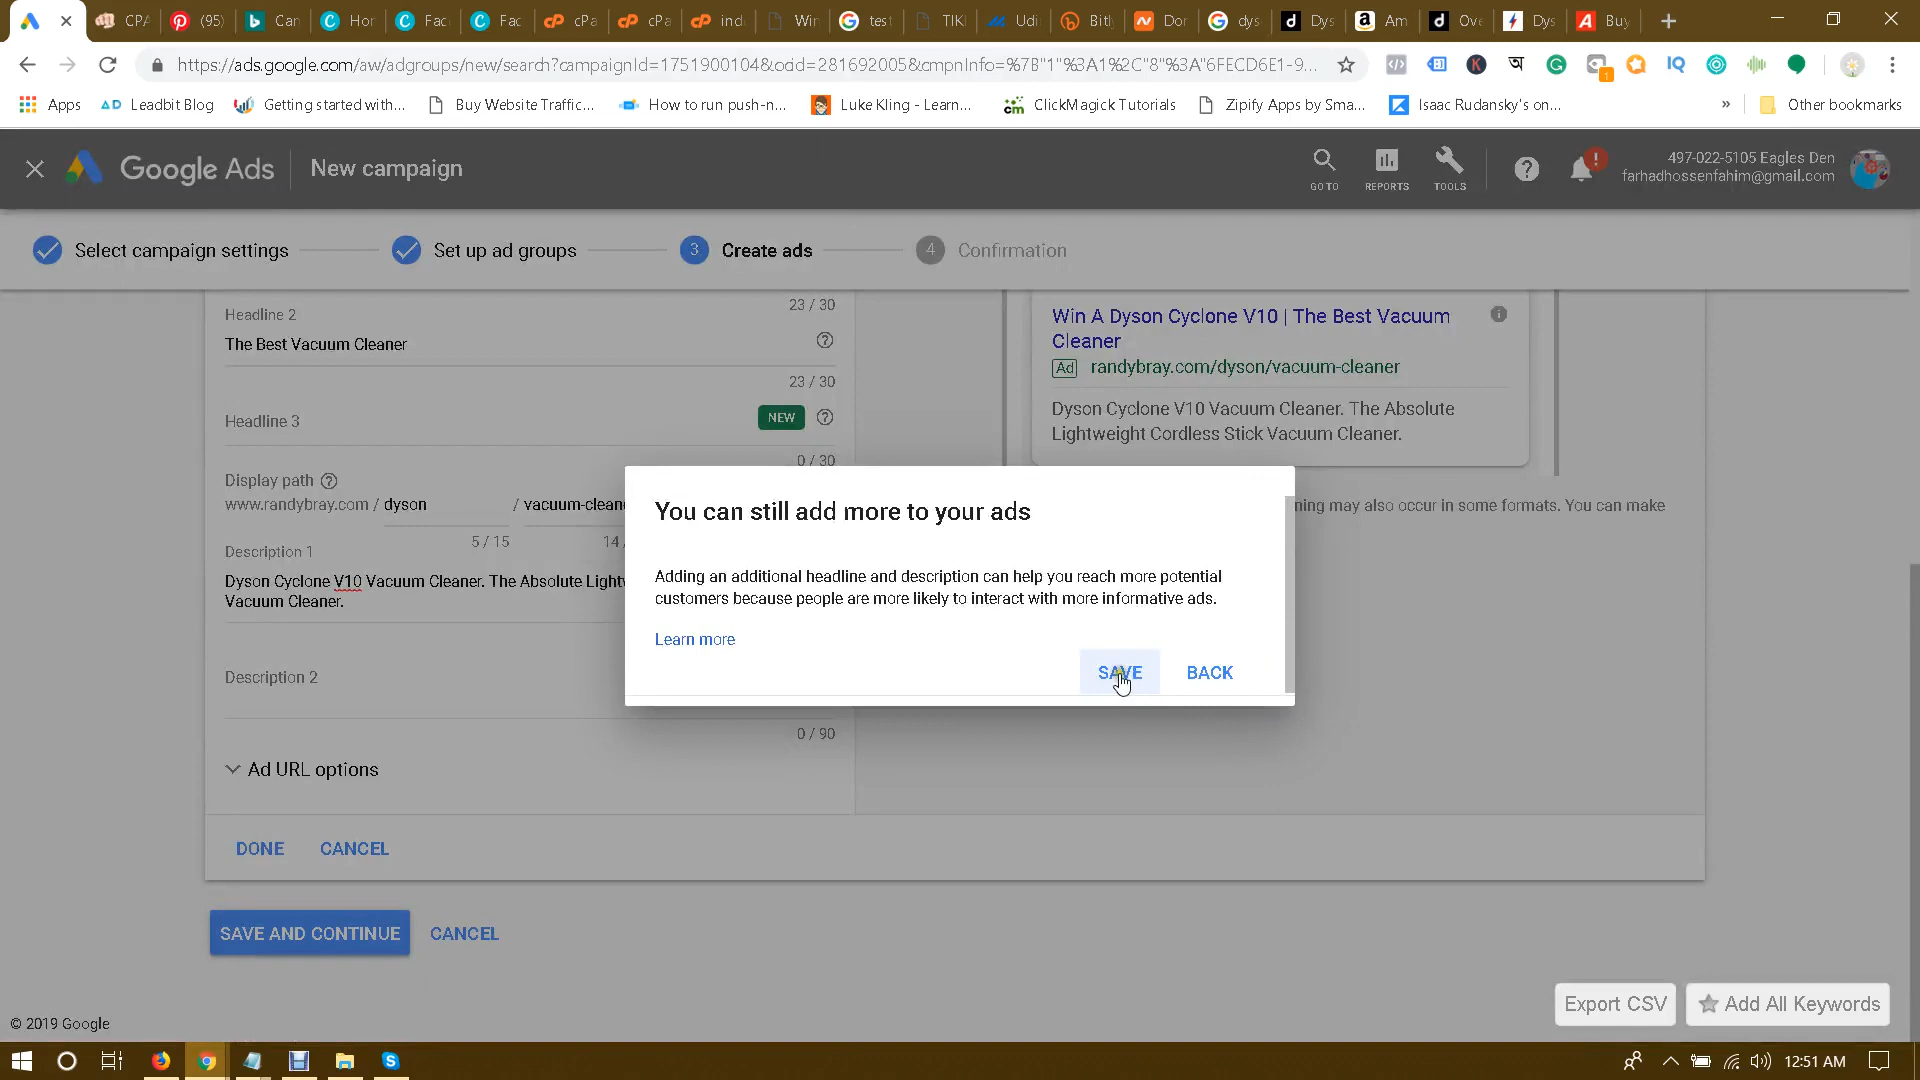 CPA
(95)
Can
Hor
Fac
Fac
cPa
cPa
ind
Wir
test
TIKI
Udi
Bitl
Dor
dys
Dys
Am
Ove
Dys
Buy
https://ads.google.com/aw/adgroups/new/search?campaignId=1751900104&ocid=281692005&cmpnInfo=%7B"1"%3A1%2C"8"%3A"6FECD6E1-9...
Apps
Leadbit Blog
Getting started with...
Buy Website Traffic...
How to run push-n...
Luke Kling - Learn...
ClickMagick Tutorials
Zipify Apps by Sma...
Isaac Rudansky's on...
»
Other bookmarks
Google Ads
New campaign
GO TO
REPORTS
TOOLS
497-022-5105 Eagles Den
farhadhossenfahim@gmail.com
Select campaign settings
Set up ad groups
3 Create ads
4 Confirmation
23 / 30
Headline 2
The Best Vacuum Cleaner
23 / 30
Headline 3
NEW
0 / 30
Display path
www.randybray.com / dyson / vacuum-clean
5 / 15
14 /
Description 1
Dyson Cyclone V10 Vacuum Cleaner. The Absolute Lightw
Vacuum Cleaner.
Description 2
0 / 90
Ad URL options
DONE
CANCEL
SAVE AND CONTINUE
CANCEL
Win A Dyson Cyclone V10 | The Best Vacuum
Cleaner
Ad randybray.com/dyson/vacuum-cleaner
Dyson Cyclone V10 Vacuum Cleaner. The Absolute
Lightweight Cordless Stick Vacuum Cleaner.
ning may also occur in some formats. You can make
You can still add more to your ads
Adding an additional headline and description can help you reach more potential
customers because people are more likely to interact with more informative ads.
Learn more
SAVE
BACK
Export CSV
Add All Keywords
© 2019 Google
12:51 AM